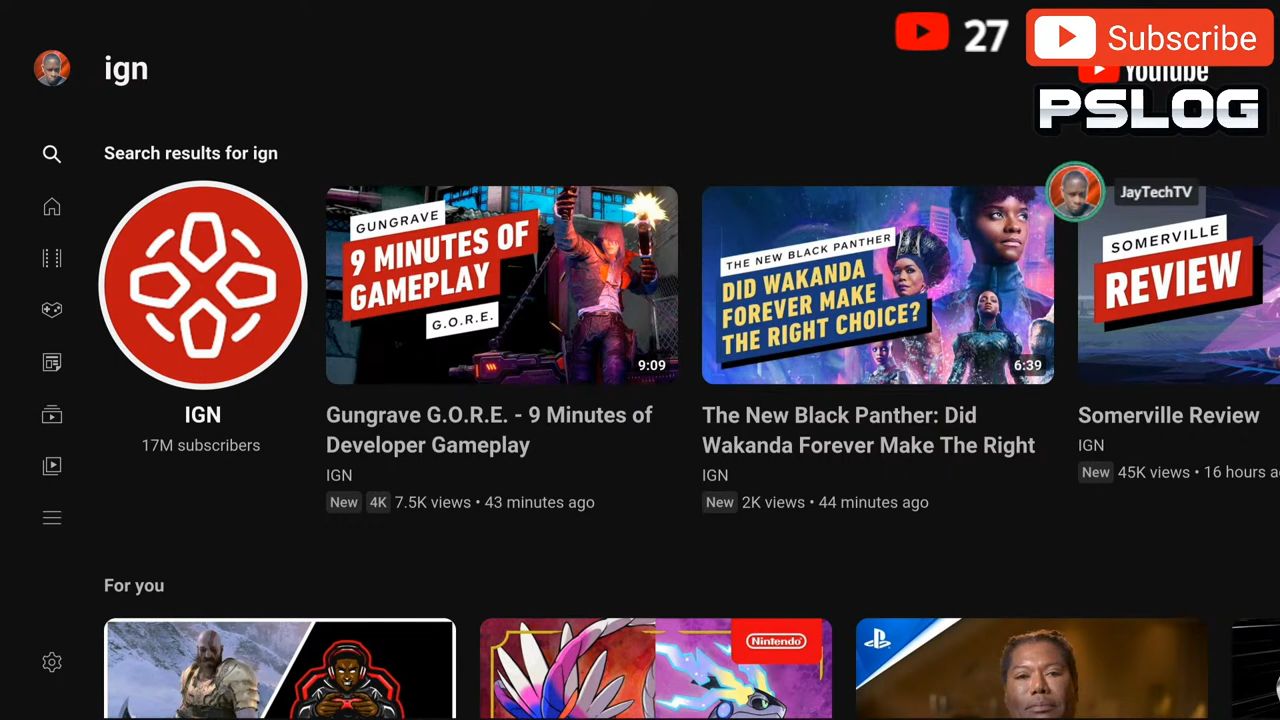 27
Subscribe
ign
YouTube
PSLOG
Search results for ign
JayTechTV
GUNGRAVE
9 MINUTES OF
GAMEPLAY
G.O.R.E.
9:09
THE NEW BLACK PANTHER
DID WAKANDA
FOREVER MAKE
THE RIGHT CHOICE?
6:39
SOMERVILLE
REVIEW
IGN
17M subscribers
Gungrave G.O.R.E. - 9 Minutes of
Developer Gameplay
IGN
New 4K 7.5K views • 43 minutes ago
The New Black Panther: Did
Wakanda Forever Make The Right
IGN
New 2K views • 44 minutes ago
Somerville Review
IGN
New 45K views • 16 hours a
For you
Nintendo